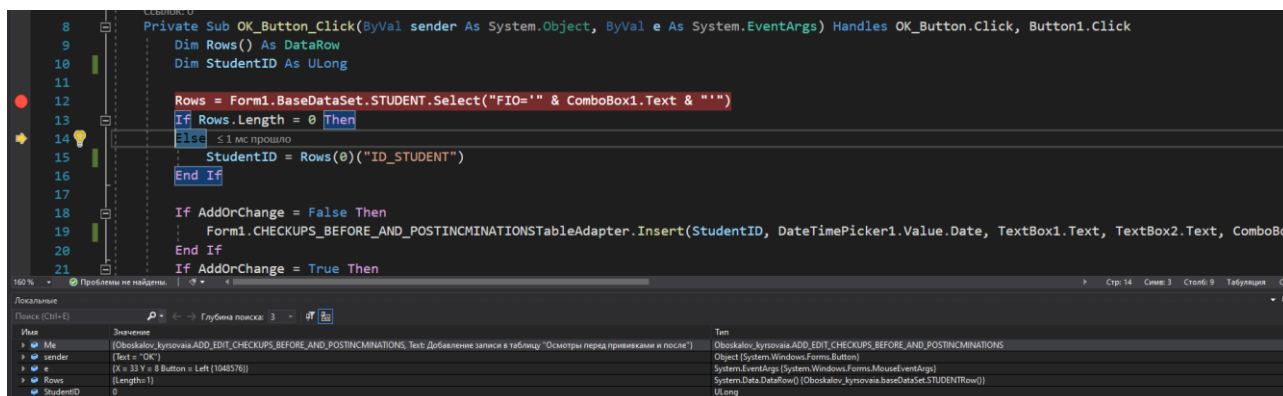 ССЫЛОК: 0
8 Private Sub OK_Button_Click(ByVal sender As System.Object, ByVal e As System.EventArgs) Handles OK_Button.Click, Button1.Click
9 Dim Rows() As DataRow
10 Dim StudentID As ULong
11
12 Rows = Form1.BaseDataSet.STUDENT.Select("FIO='" & ComboBox1.Text & "'")
13 If Rows.Length = 0 Then
14 Else ≤ 1 мс прошло
15 StudentID = Rows(0)("ID_STUDENT")
16 End If
17
18 If AddOrChange = False Then
19 Form1.CHECKUPS_BEFORE_AND_POSTINCMINATIONSTableAdapter.Insert(StudentID, DateTimePicker1.Value.Date, TextBox1.Text, TextBox2.Text, ComboBo
20 End If
21 If AddOrChange = True Then
160 % Проблемы не найдены. Стр: 14 Симв: 3 Столб: 9 Табуляция
Локальные
Поиск (Ctrl+E) Глубина поиска: 3
Имя Значение Тип
Me {Oboskalov_kyrsovaia.ADD_EDIT_CHECKUPS_BEFORE_AND_POSTINCMINATIONS, Text: Добавление записи в таблицу "Осмотры перед прививками и после"} Oboskalov_kyrsovaia.ADD_EDIT_CHECKUPS_BEFORE_AND_POSTINCMINATIONS
sender {Text = "OK"} Object {System.Windows.Forms.Button}
e {X = 33 Y = 8 Button = Left {1048576}} System.EventArgs {System.Windows.Forms.MouseEventArgs}
Rows {Length=1} System.Data.DataRow() {Oboskalov_kyrsovaia.baseDataSet.STUDENTRow()}
StudentID 0 ULong